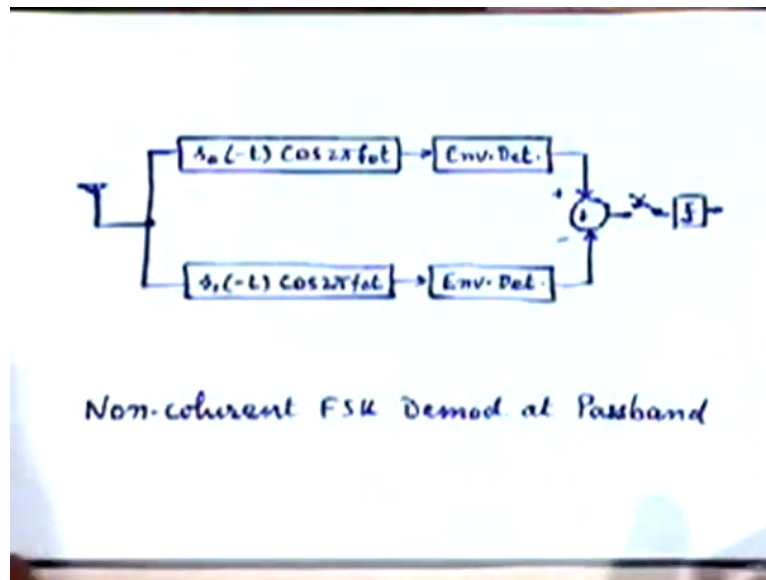 s₀(-t) Cos 2πf₀t
Env. Det.
+
+
-
s₁(-t) Cos 2πf₀t
Env. Det.
Non-coherent FSK Demod at Passband